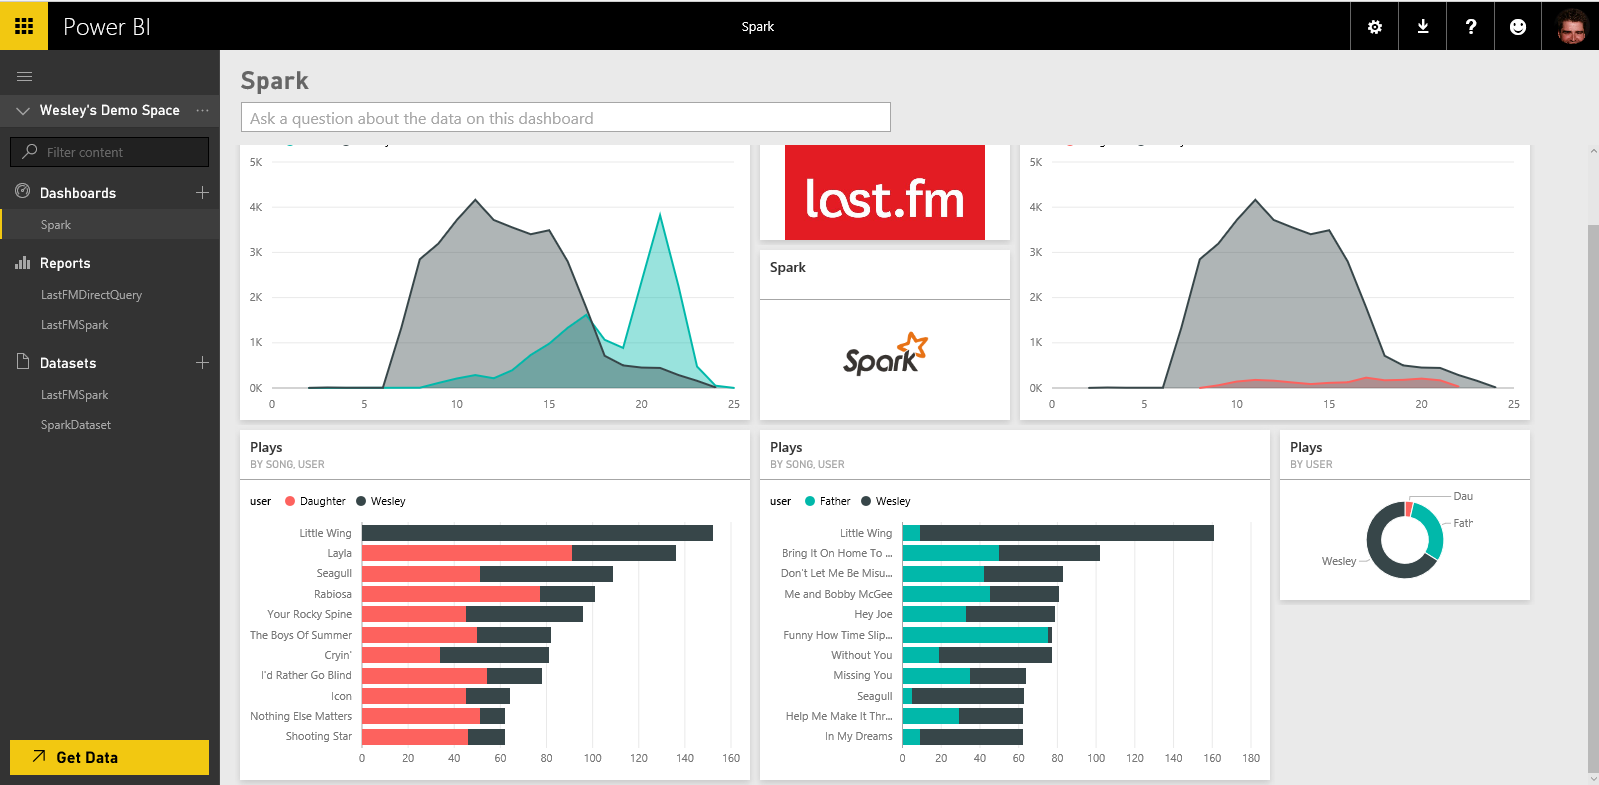 Power BI
Spark
Wesley's Demo Space ...
Filter content
Dashboards
Spark
Reports
LastFMDirectQuery
LastFMSpark
Datasets
LastFMSpark
SparkDataset
Get Data
Spark
Ask a question about the data on this dashboard
5K
4K
3K
2K
1K
0K
0 5 10 15 20 25
last.fm
Spark
Spark
5K
4K
3K
2K
1K
0K
0 5 10 15 20 25
Plays
BY SONG, USER
user Daughter Wesley
Little Wing
Layla
Seagull
Rabiosa
Your Rocky Spine
The Boys Of Summer
Cryin'
I'd Rather Go Blind
Icon
Nothing Else Matters
Shooting Star
0 20 40 60 80 100 120 140 160
Plays
BY SONG, USER
user Father Wesley
Little Wing
Bring It On Home To ...
Don't Let Me Be Misu...
Me and Bobby McGee
Hey Joe
Funny How Time Slip...
Without You
Missing You
Seagull
Help Me Make It Thr...
In My Dreams
0 20 40 60 80 100 120 140 160 180
Plays
BY USER
Dau
Fath
Wesley